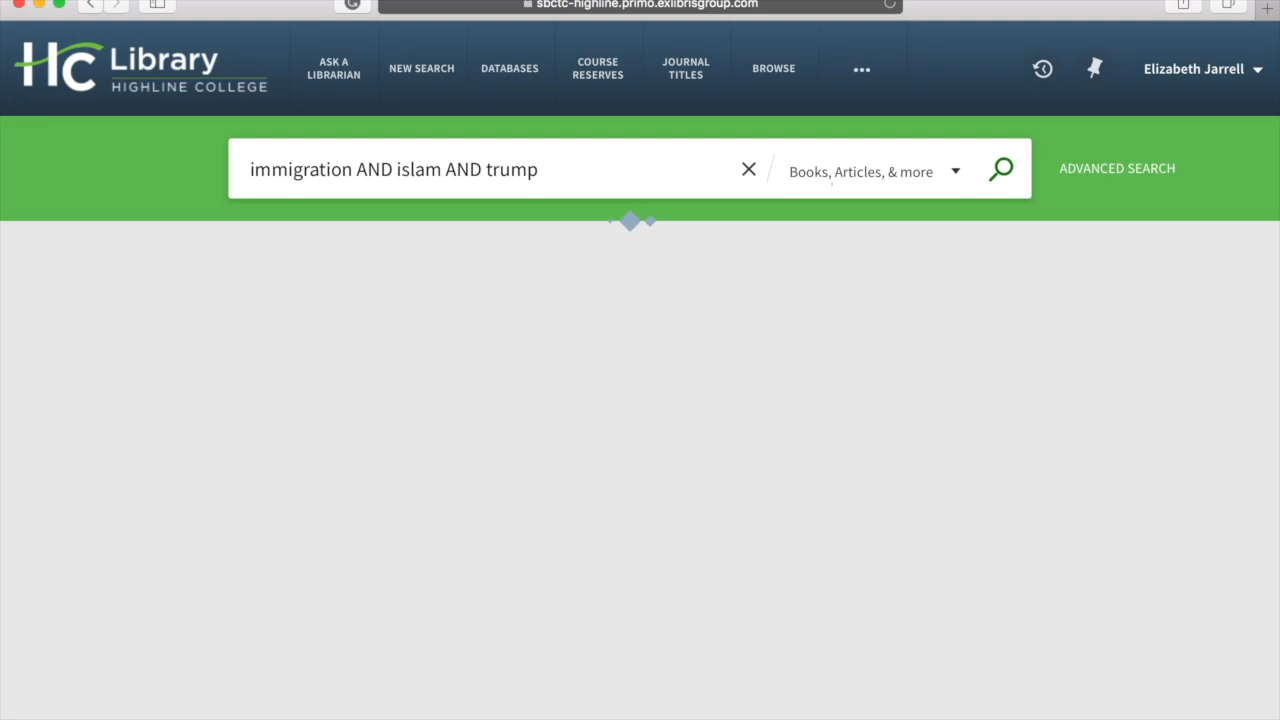 sbctc-highline.primo.exlibrisgroup.com
HC Library
HIGHLINE COLLEGE
ASK A
LIBRARIAN
NEW SEARCH
DATABASES
COURSE
RESERVES
JOURNAL
TITLES
BROWSE
Elizabeth Jarrell
immigration AND islam AND trump
Books, Articles, & more
ADVANCED SEARCH